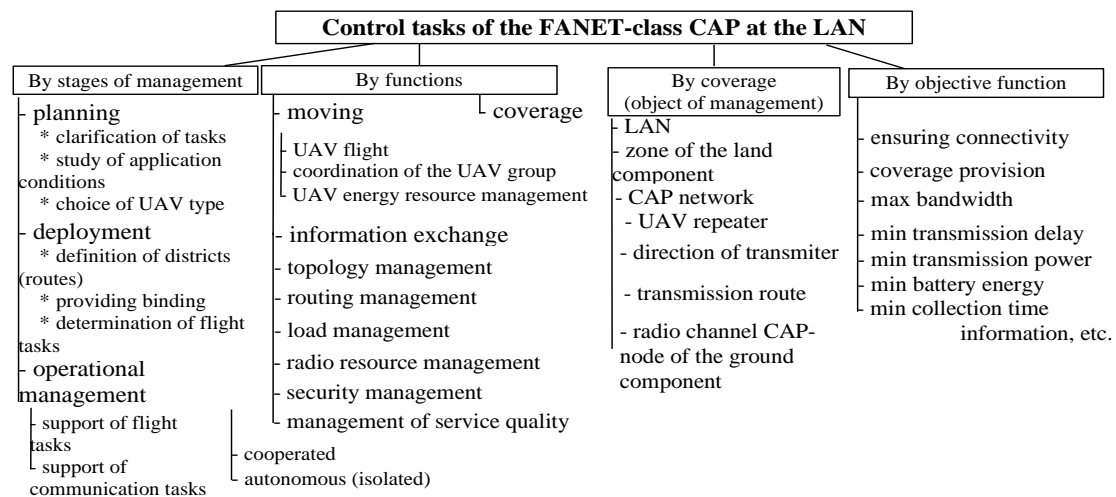 Control tasks of the FANET-class CAP at the LAN
By stages of management
- planning
* clarification of tasks
* study of application
conditions
* choice of UAV type
- deployment
* definition of districts
(routes)
* providing binding
* determination of flight
tasks
- operational
management
- support of flight
tasks
- support of
communication tasks
- cooperated
- autonomous (isolated)
By functions
- moving
- coverage
- UAV flight
- coordination of the UAV group
- UAV energy resource management
- information exchange
- topology management
- routing management
- load management
- radio resource management
- security management
- management of service quality
By coverage
(object of management)
- LAN
- zone of the land
component
- CAP network
- UAV repeater
- direction of transmiter
- transmission route
- radio channel CAP-
node of the ground
component
By objective function
- ensuring connectivity
- coverage provision
- max bandwidth
- min transmission delay
- min transmission power
- min battery energy
- min collection time
information, etc.